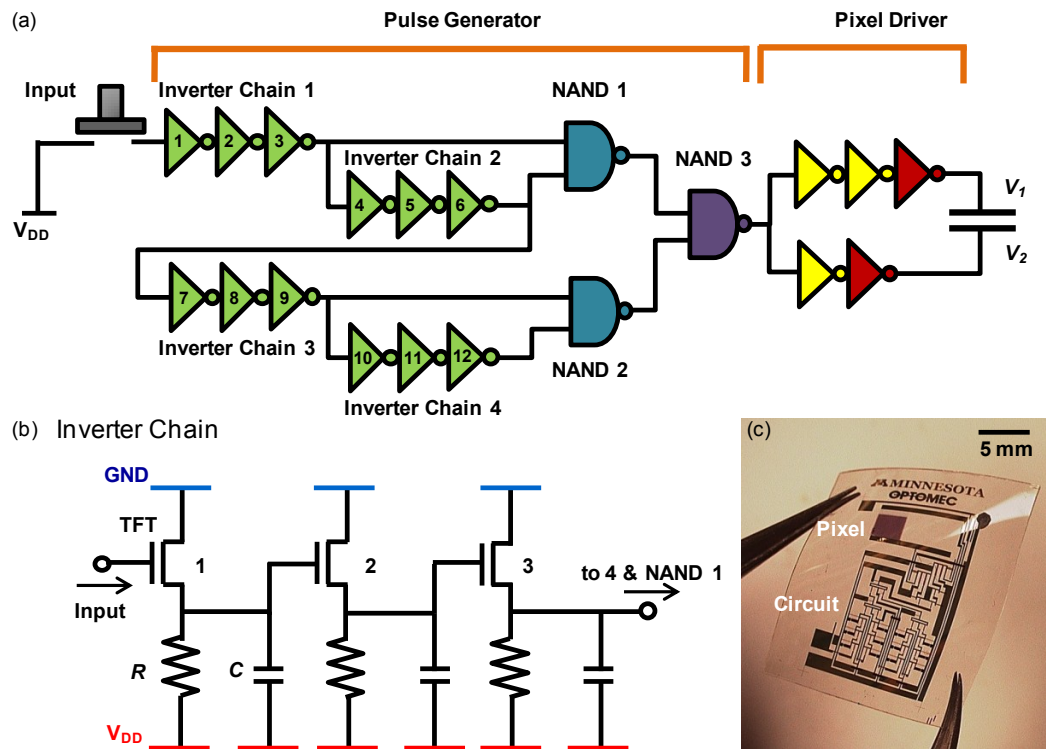 (a)
Pulse Generator
Pixel Driver
Input
Inverter Chain 1
NAND 1
1 2 3
Inverter Chain 2
NAND 3
4 5 6
V1
V2
VDD
7 8 9
Inverter Chain 3
10 11 12
NAND 2
Inverter Chain 4
(b) Inverter Chain
GND
TFT
1
2
3
to 4 & NAND 1
Input
R
C
VDD
(c)
5 mm
MINNESOTA
OPTOMEC
Pixel
Circuit